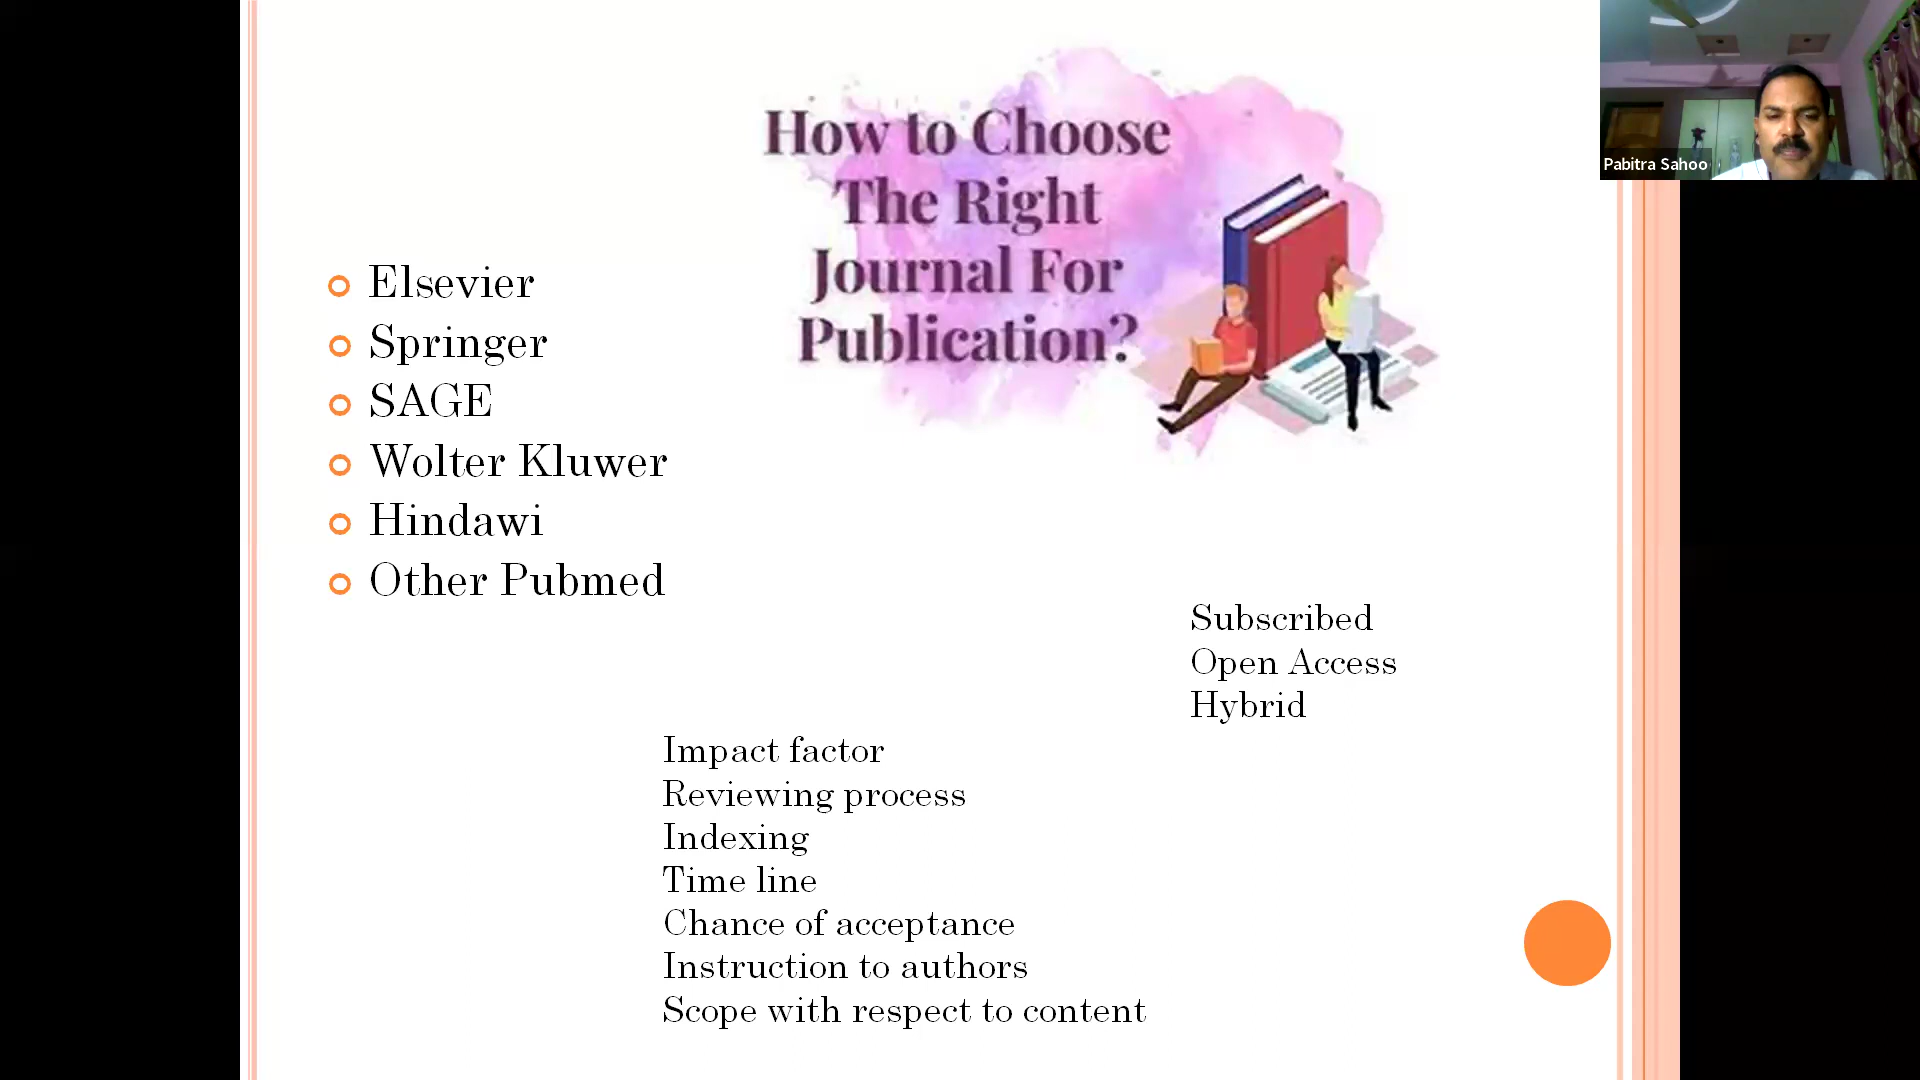 How to Choose
The Right
Journal For
Publication?
Pabitra Sahoo
Elsevier
Springer
SAGE
Wolter Kluwer
Hindawi
Other Pubmed
Subscribed
Open Access
Hybrid
Impact factor
Reviewing process
Indexing
Time line
Chance of acceptance
Instruction to authors
Scope with respect to content